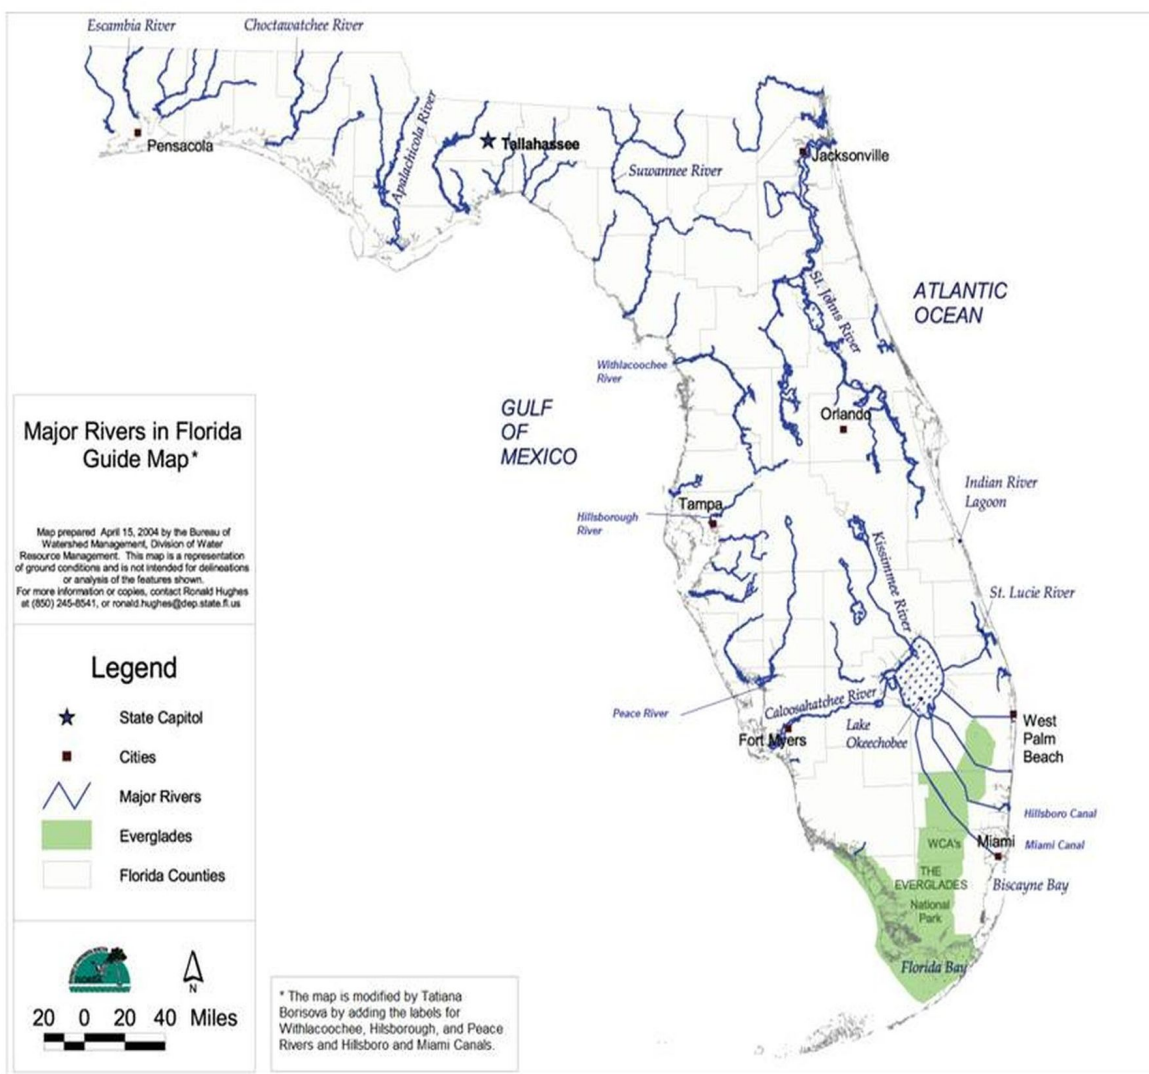 Escambia River
Choctawatchee River
Pensacola
Apalachicola River
Tallahassee
Suwannee River
Jacksonville
St. Johns River
ATLANTIC
OCEAN
Withlacoochee
River
GULF
OF
MEXICO
Orlando
Indian River
Lagoon
Tampa
Hillsborough
River
Kissimmee River
St. Lucie River
Peace River
Caloosahatchee River
Fort Myers
Lake
Okeechobee
West
Palm
Beach
Hillsboro Canal
WCA's
Miami
Miami Canal
THE
EVERGLADES
National
Park
Biscayne Bay
Florida Bay
Major Rivers in Florida
Guide Map*
Map prepared April 15, 2004 by the Bureau of
Watershed Management, Division of Water
Resource Management. This map is a representation
of ground conditions and is not intended for delineations
or analysis of the features shown.
For more information or copies, contact Ronald Hughes
at (850) 245-8541, or ronald.hughes@dep.state.fl.us
Legend
State Capitol
Cities
Major Rivers
Everglades
Florida Counties
FLORIDA
N
20 0 20 40 Miles
* The map is modified by Tatiana
Borisova by adding the labels for
Withlacoochee, Hilsborough, and Peace
Rivers and Hillsboro and Miami Canals.